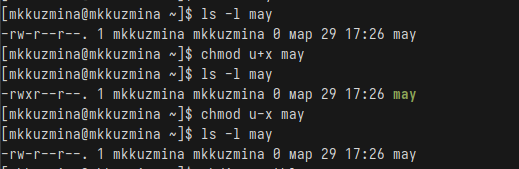 [mkkuzmina@mkkuzmina ~]$ ls -l may
-rw-r--r--. 1 mkkuzmina mkkuzmina 0 мар 29 17:26 may
[mkkuzmina@mkkuzmina ~]$ chmod u+x may
[mkkuzmina@mkkuzmina ~]$ ls -l may
-rwxr--r--. 1 mkkuzmina mkkuzmina 0 мар 29 17:26 may
[mkkuzmina@mkkuzmina ~]$ chmod u-x may
[mkkuzmina@mkkuzmina ~]$ ls -l may
-rw-r--r--. 1 mkkuzmina mkkuzmina 0 мар 29 17:26 may